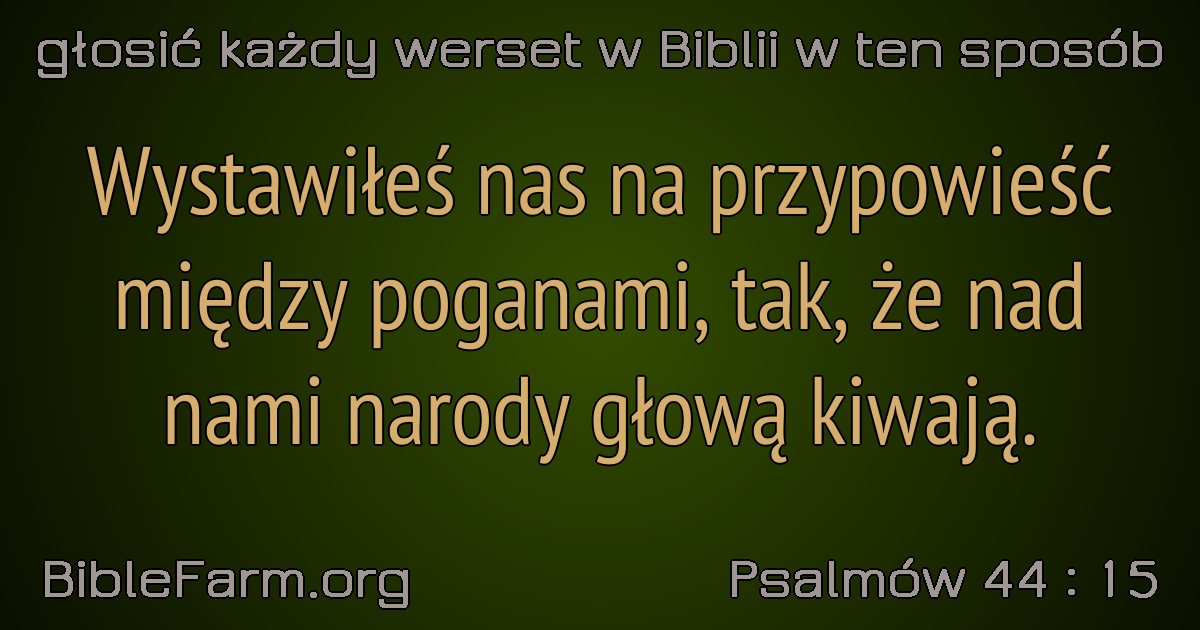 głosić każdy werset w Biblii w ten sposób
Wystawiłeś nas na przypowieść
między poganami, tak, że nad
nami narody głową kiwają.
BibleFarm.org
Psalmów 44 : 15